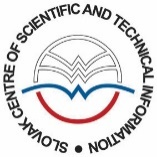 SLOVAK CENTRE OF SCIENTIFIC AND TECHNICAL INFORMATION •